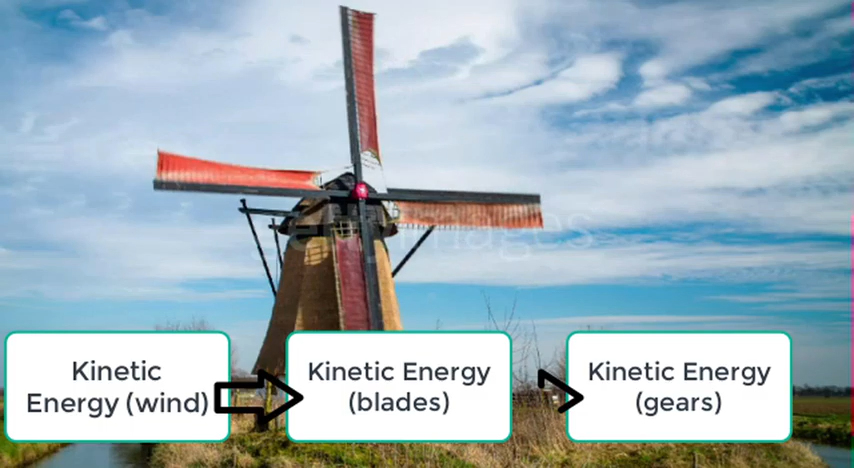 Kinetic
Energy (wind)
Kinetic Energy
(blades)
Kinetic Energy
(gears)